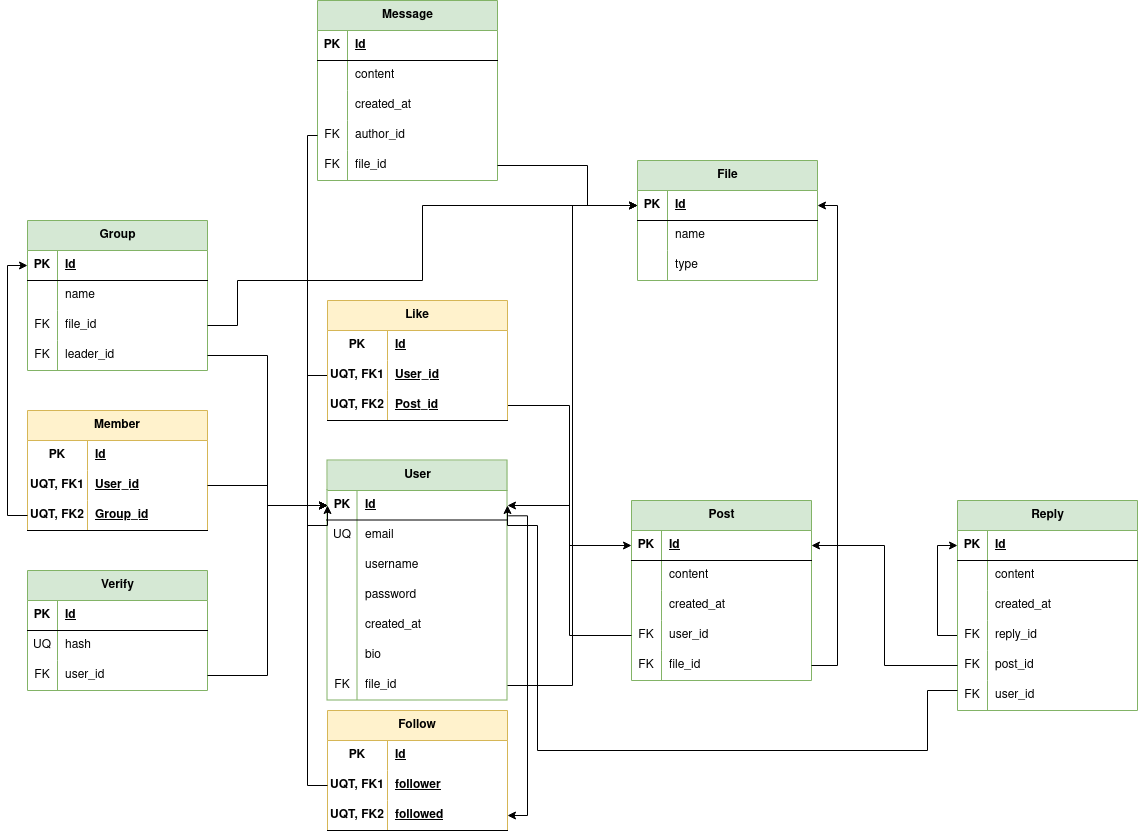 Message
PK Id
content
created_at
FK author_id
FK file_id
File
PK Id
name
type
Group
PK Id
name
FK file_id
FK leader_id
Like
PK Id
UQT, FK1 User_id
UQT, FK2 Post_id
Member
PK Id
UQT, FK1 User_id
UQT, FK2 Group_id
User
PK Id
UQ email
username
password
created_at
bio
FK file_id
Post
PK Id
content
created_at
FK user_id
FK file_id
Reply
PK Id
content
created_at
FK reply_id
FK post_id
FK user_id
Verify
PK Id
UQ hash
FK user_id
Follow
PK Id
UQT, FK1 follower
UQT, FK2 followed